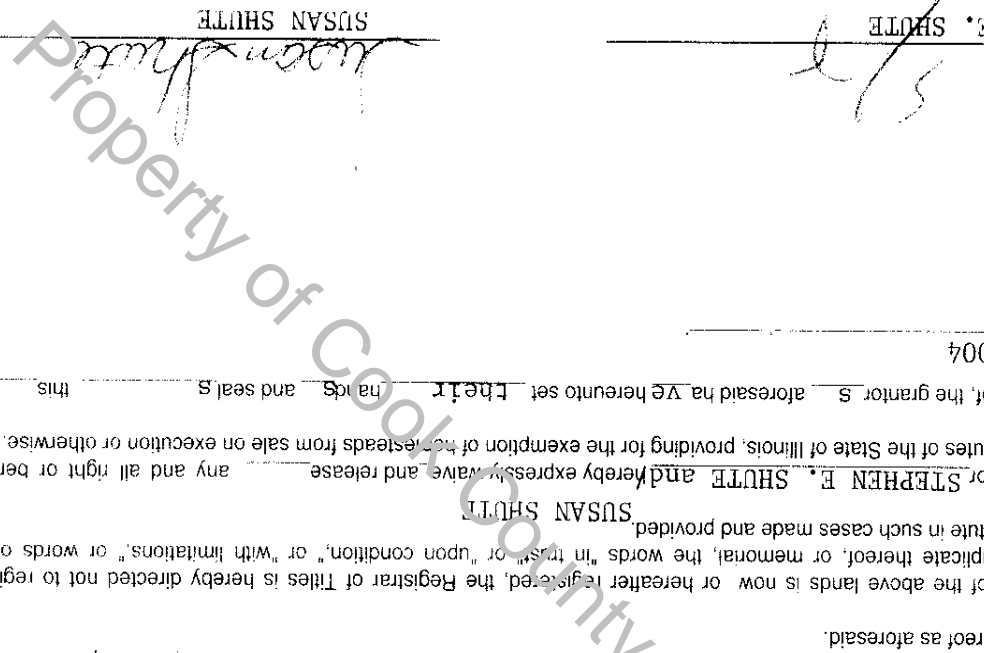 reof as aforesaid.
of the above lands is now or hereafter registered, the Registrar of Titles is hereby directed not to regi
plicate thereof, or memorial, the words "in trust" or "upon condition," or "with limitations," or words o
tute in such cases made and provided.
SUSAN SHUTE
or STEPHEN E. SHUTE and/hereby expressly waive and release any and all right or ben
utes of the State of Illinois, providing for the exemption of homesteads from sale on execution or otherwise.
of, the grantor s aforesaid ha ve hereunto set their hands and seal s this
004
Susan Shute
E. SHUTE SUSAN SHUTE
Property of Cook County